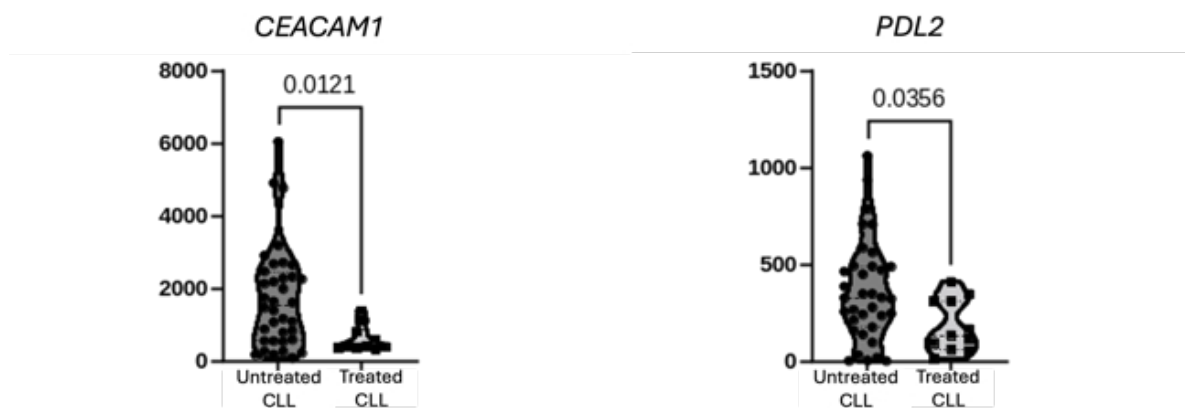 CEACAM1
8000
6000
4000
2000
0
0.0121
Untreated
CLL
Treated
CLL
PDL2
1500
1000
500
0
0.0356
Untreated
CLL
Treated
CLL